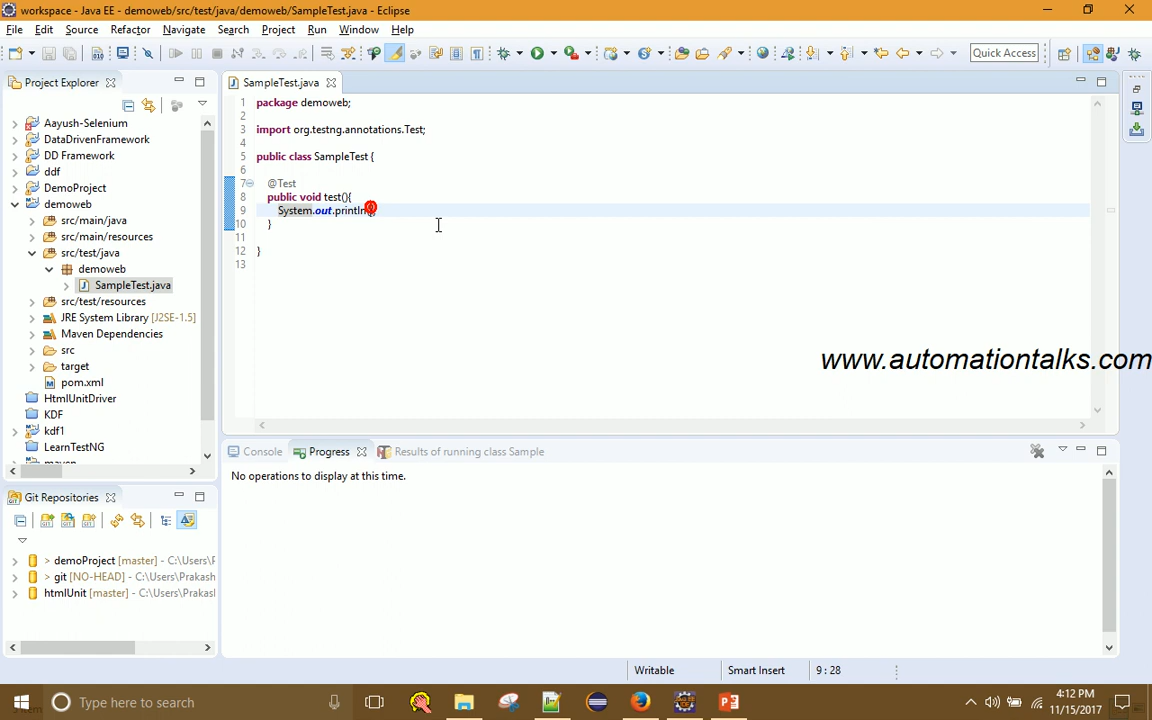 workspace - Java EE - demoweb/src/test/java/demoweb/SampleTest.java - Eclipse
File Edit Source Refactor Navigate Search Project Run Window Help
Quick Access
Project Explorer
Aayush-Selenium
DataDrivenFramework
DD Framework
ddf
DemoProject
demoweb
src/main/java
src/main/resources
src/test/java
demoweb
SampleTest.java
src/test/resources
JRE System Library [J2SE-1.5]
Maven Dependencies
src
target
pom.xml
HtmlUnitDriver
KDF
kdf1
LearnTestNG
maven
SampleTest.java
1 package demoweb;
2
3 import org.testng.annotations.Test;
4
5 public class SampleTest {
6
7 @Test
8 public void test(){
9 System.out.println(
10 }
11
12 }
13
www.automationtalks.com
Console Progress Results of running class Sample
No operations to display at this time.
Git Repositories
> demoProject [master] - C:\Users\P
> git [NO-HEAD] - C:\Users\Prakash
htmlUnit [master] - C:\Users\Prakash
Writable Smart Insert 9 : 28
Type here to search
4:12 PM
11/15/2017